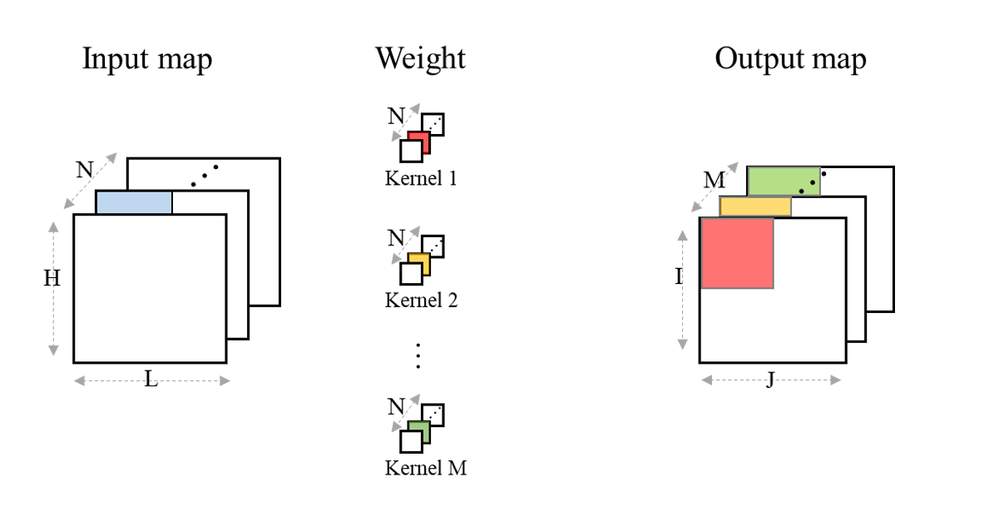 Input map
Weight
Output map
N
H
L
N
Kernel 1
N
Kernel 2
N
Kernel M
M
I
J